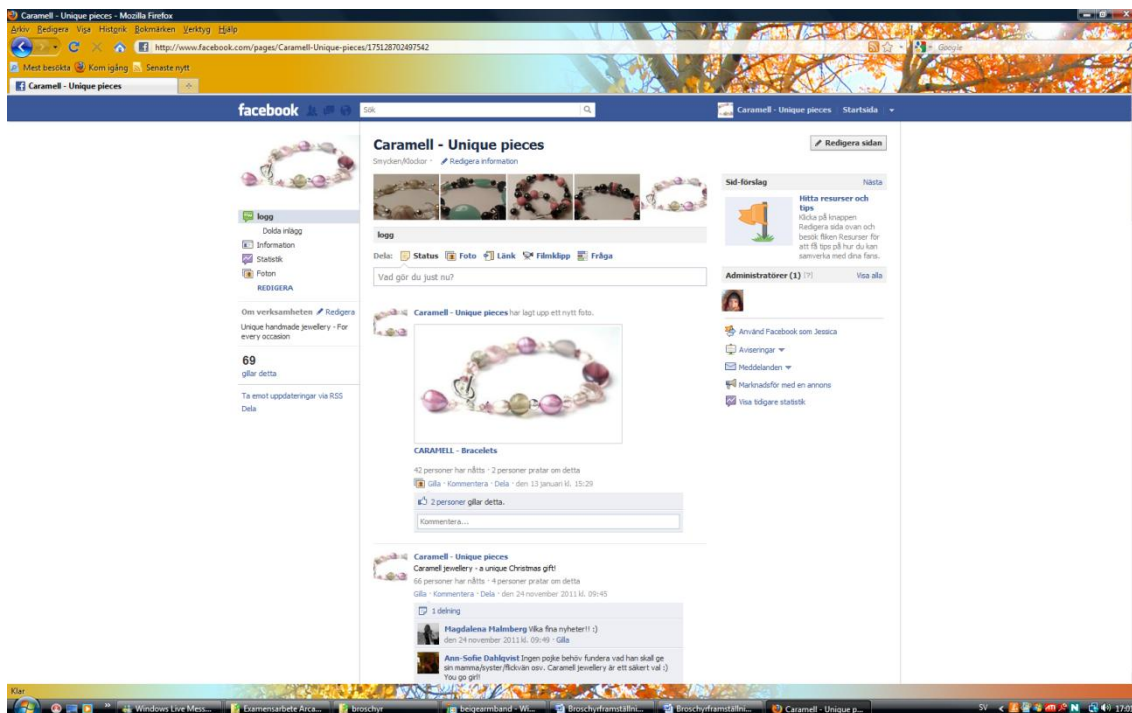 Caramell - Unique pieces - Mozilla Firefox
Arkiv Redigera Visa Historik Bokmärken Verktyg Hjälp
http://www.facebook.com/pages/Caramell-Unique-pieces/175128702497542
Google
Mest besökta Kom igång Senaste nytt
Caramell - Unique pieces
facebook
Sök
Caramell - Unique pieces Startsida
Caramell - Unique pieces
Smycken/Klockor · Redigera information
Redigera sidan
logg
Dolda inlägg
Information
Statistik
Foton
REDIGERA
Om verksamheten Redigera
Unique handmade jewellery - For
every occasion
69
gillar detta
Ta emot uppdateringar via RSS
Dela
logg
Dela: Status Foto Länk Filmklipp Fråga
Vad gör du just nu?
Caramell - Unique pieces har lagt upp ett nytt foto.
CARAMELL - Bracelets
42 personer har nåtts · 2 personer pratar om detta
Gilla · Kommentera · Dela · den 13 januari kl. 15:29
2 personer gillar detta.
Kommentera...
Caramell - Unique pieces
Caramell jewellery - a unique Christmas gift!
66 personer har nåtts · 4 personer pratar om detta
Gilla · Kommentera · Dela · den 24 november 2011 kl. 09:45
1 delning
Magdalena Malmberg Vilka fina nyheter!! :)
den 24 november 2011 kl. 09:49 · Gilla
Ann-Sofie Dahlqvist Ingen pojke behöv fundera vad han skall ge
sin mamma/syster/flickvän osv. Caramell jewellery är ett säkert val :)
You go girl!
Sid-förslag Nästa
Hitta resurser och
tips
Klicka på knappen
Redigera sida ovan och
besök fliken Resurser för
att få tips på hur du kan
samverka med dina fans.
Administratörer (1) [?] Visa alla
Använd Facebook som Jessica
Aviseringar
Meddelanden
Marknadsför med en annons
Visa tidigare statistik
Klar
Windows Live Mess... Examensarbete Arca... broschyr beigearmband - Wi... Broschyrframställni... Broschyrframställni... Caramell - Unique p... SV 17:01